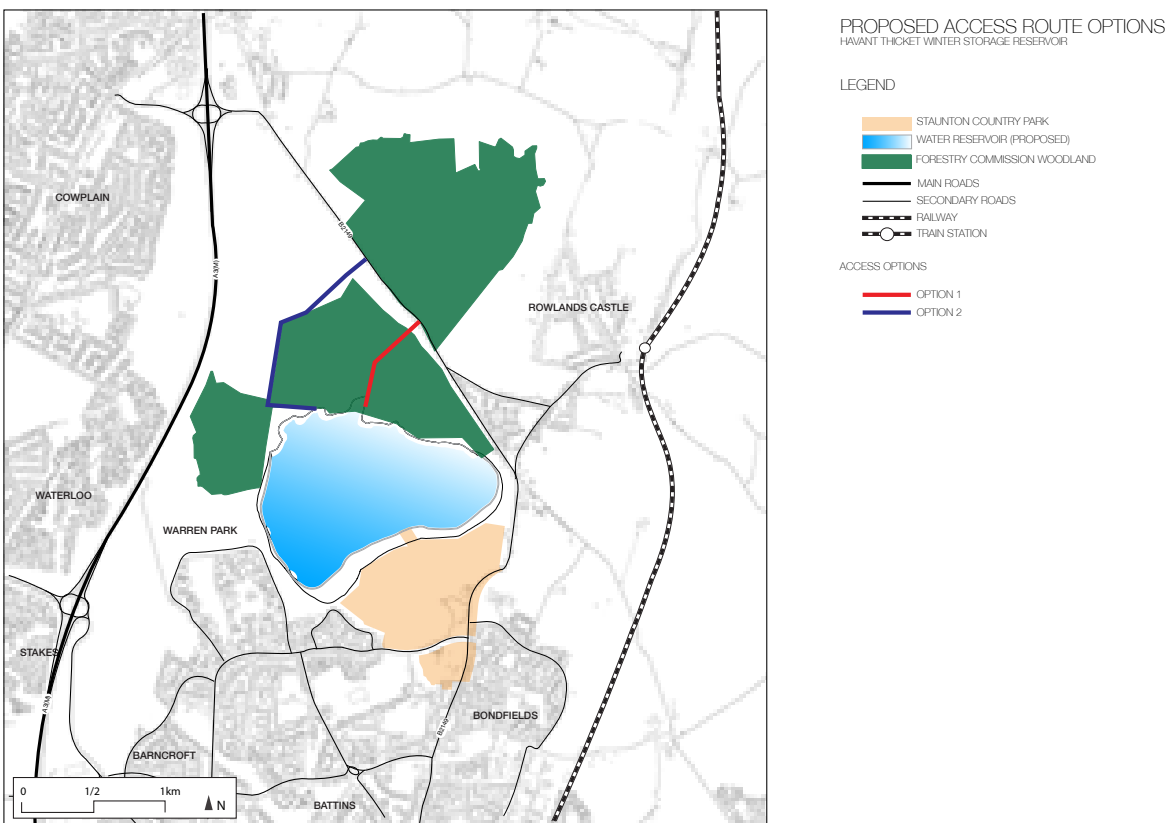 PROPOSED ACCESS ROUTE OPTIONS
HAVANT THICKET WINTER STORAGE RESERVOIR
LEGEND
STAUNTON COUNTRY PARK
WATER RESERVOIR (PROPOSED)
FORESTRY COMMISSION WOODLAND
MAIN ROADS
SECONDARY ROADS
RAILWAY
TRAIN STATION
ACCESS OPTIONS
OPTION 1
OPTION 2
COWPLAIN
B2149
A3(M)
ROWLANDS CASTLE
WATERLOO
WARREN PARK
STAKES
A3(M)
BONDFIELDS
B2149
BARNCROFT
BATTINS
0 1/2 1km
N